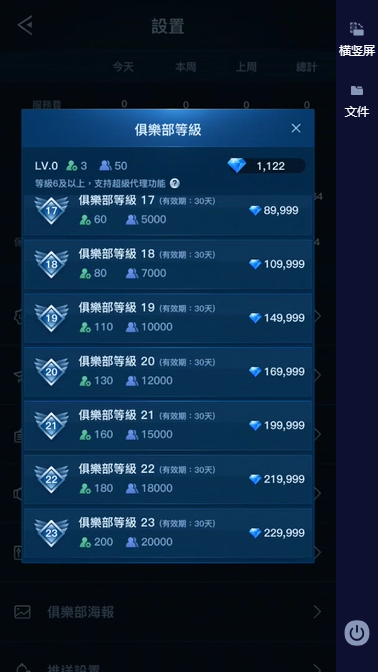 設置
橫竖屏
文件
今天 本周 上周 總計
服務費 0 0 0 0
俱樂部等級 ×
LV.0 3 50 1,122
等級6及以上，支持超級代理功能 ?
17 俱樂部等級 17 (有效期：30天) 89,999
60 5000
18 俱樂部等級 18 (有效期：30天) 109,999
80 7000
19 俱樂部等級 19 (有效期：30天) 149,999
110 10000
20 俱樂部等級 20 (有效期：30天) 169,999
130 12000
21 俱樂部等級 21 (有效期：30天) 199,999
160 15000
22 俱樂部等級 22 (有效期：30天) 219,999
180 18000
23 俱樂部等級 23 (有效期：30天) 229,999
200 20000
俱樂部海報
推送設置